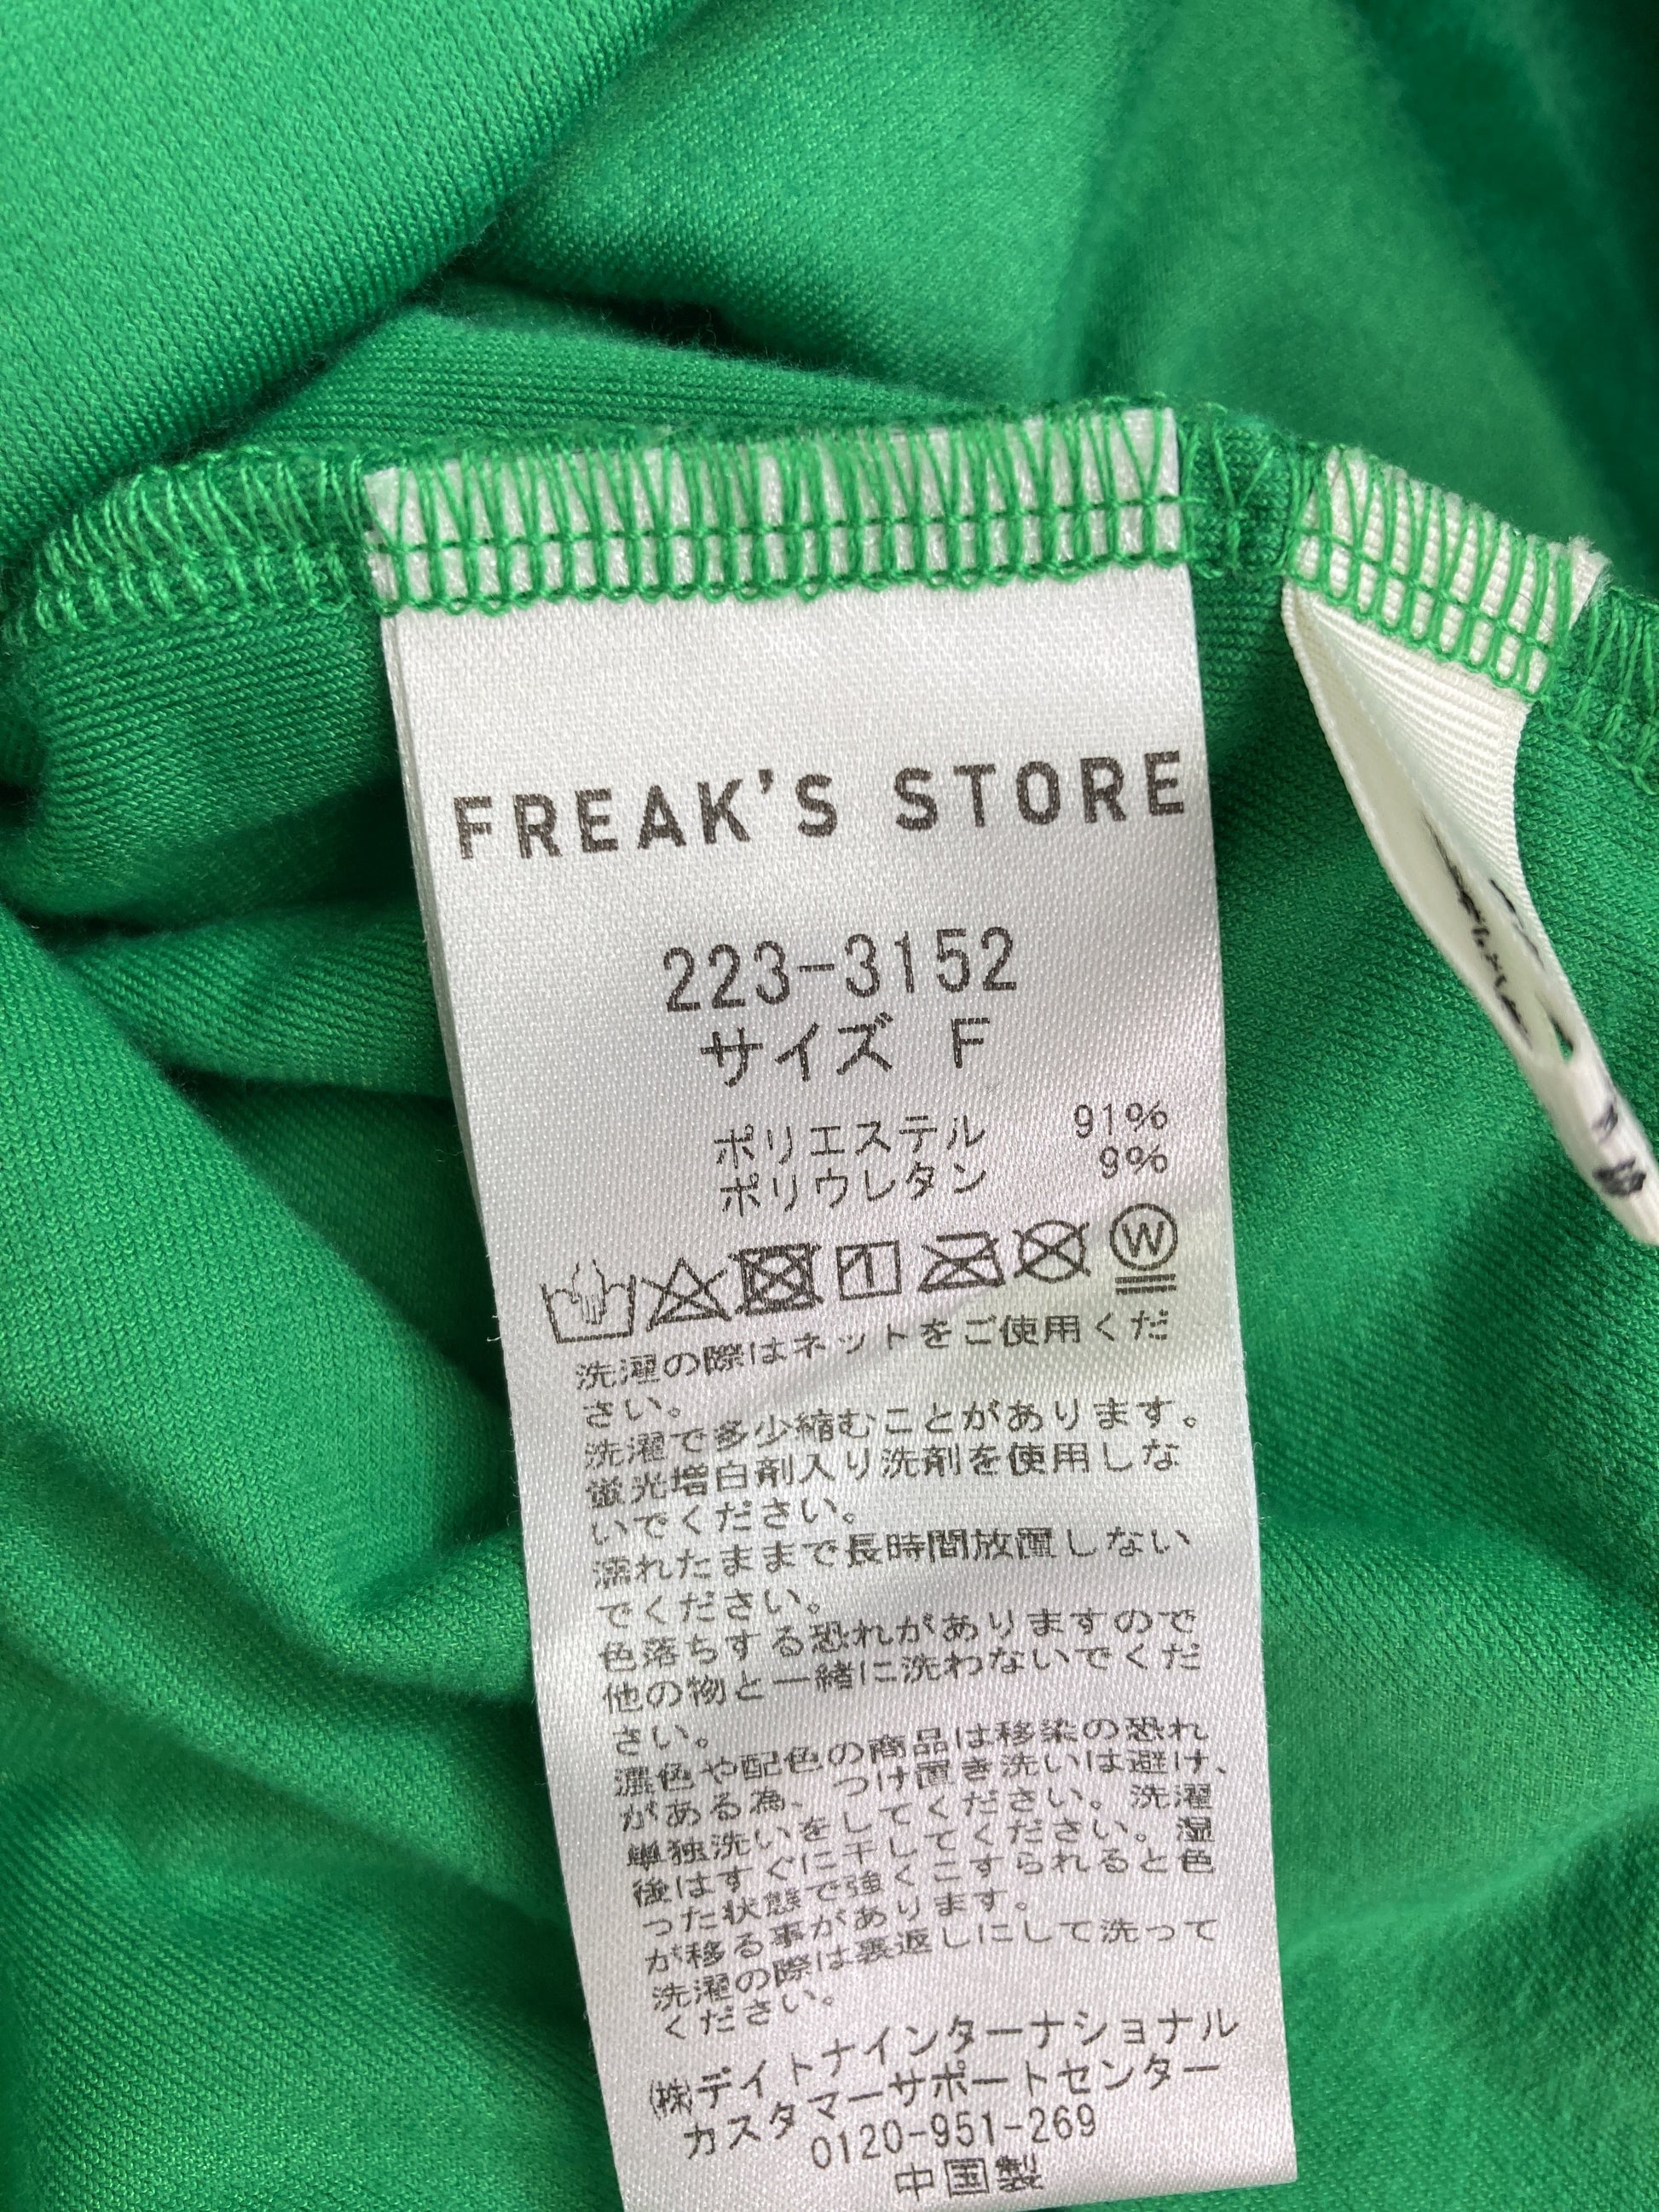 FREAK'S STORE
223-3152
サイズ F
ポリエステル 91%
ポリウレタン 9%
W
洗濯の際はネットをご使用くだ
さい。
洗濯で多少縮むことがあります。
蛍光増白剤入り洗剤を使用しな
いでください。
濡れたままで長時間放置しない
でください。
色落ちする恐れがありますので
他の物と一緒に洗わないでくだ
さい。
濃色や配色の商品は移染の恐れ
がある為、つけ置き洗いは避け、
単独洗いをしてください。洗濯
後はすぐに干してください。湿
った状態で強くこすられると色
が移る事があります。
洗濯の際は裏返しにして洗って
ください。
㈱デイトナインターナショナル
カスタマーサポートセンター
0120-951-269
中国製